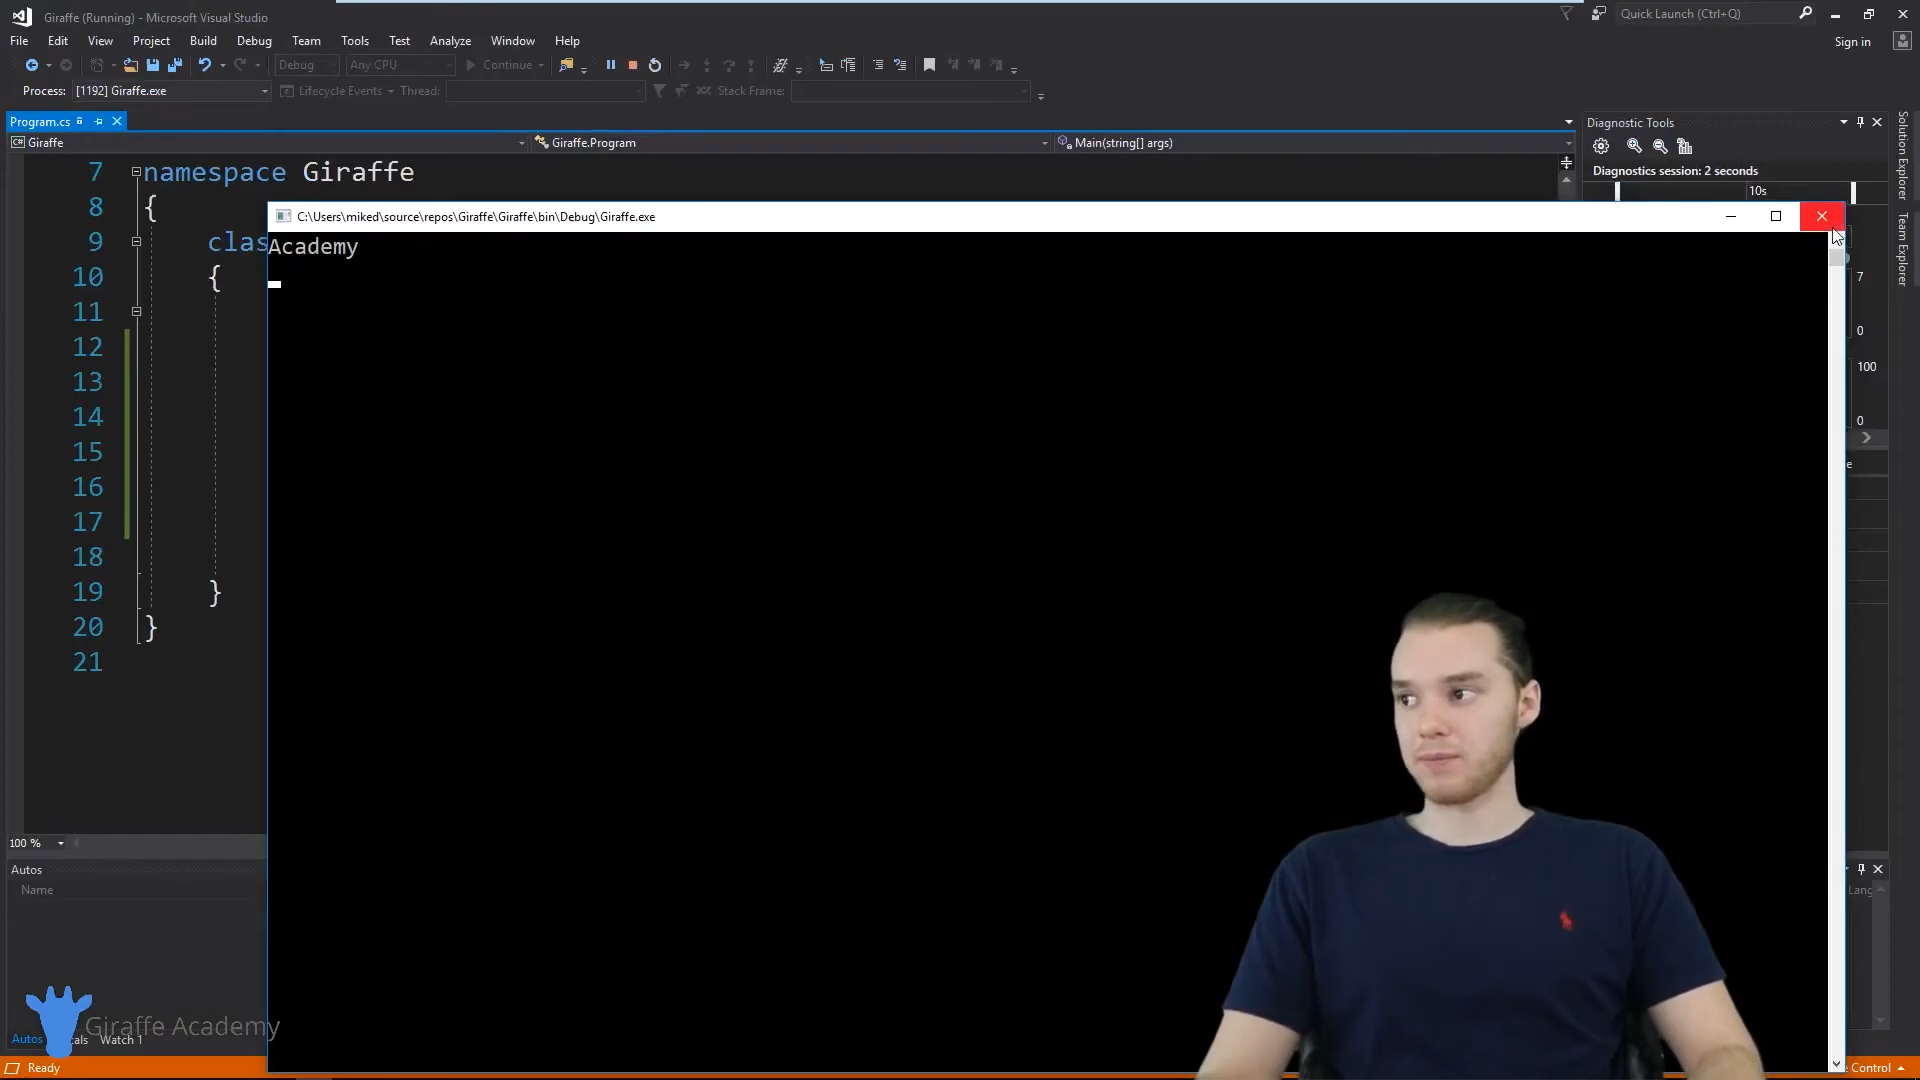 Giraffe (Running) - Microsoft Visual Studio
Quick Launch (Ctrl+Q)
File Edit View Project Build Debug Team Tools Test Analyze Window Help
Sign in
Debug Any CPU Continue
Process: [1192] Giraffe.exe Lifecycle Events Thread: Stack Frame:
Program.cs
Diagnostic Tools
C# Giraffe Giraffe.Program Main(string[] args)
Diagnostics session: 2 seconds
10s
Solution Explorer
Team Explorer
7 namespace Giraffe
8 {
C:\Users\miked\source\repos\Giraffe\Giraffe\bin\Debug\Giraffe.exe
9 clas
Academy
10 {
11
12
13
14
15
16
17
18
19 }
20 }
21
7
0
100
0
e
100 %
Autos
Name
Lang
Giraffe Academy
Autos cals Watch 1
Ready
Control